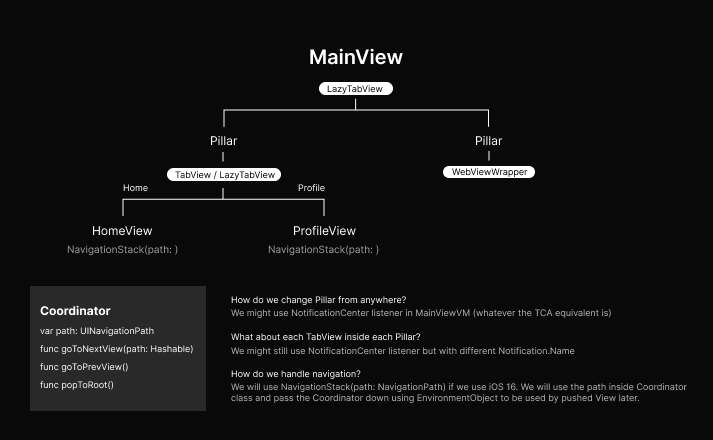 MainView
LazyTabView
Pillar
Pillar
TabView / LazyTabView
WebViewWrapper
Home
Profile
HomeView
ProfileView
NavigationStack(path: )
NavigationStack(path: )
Coordinator
var path: UINavigationPath
func goToNextView(path: Hashable)
func goToPrevView()
func popToRoot()
How do we change Pillar from anywhere?
We might use NotificationCenter listener in MainViewVM (whatever the TCA equivalent is)
What about each TabView inside each Pillar?
We might still use NotificationCenter listener but with different Notification.Name
How do we handle navigation?
We will use NavigationStack(path: NavigationPath) if we use iOS 16. We will use the path inside Coordinator
class and pass the Coordinator down using EnvironmentObject to be used by pushed View later.